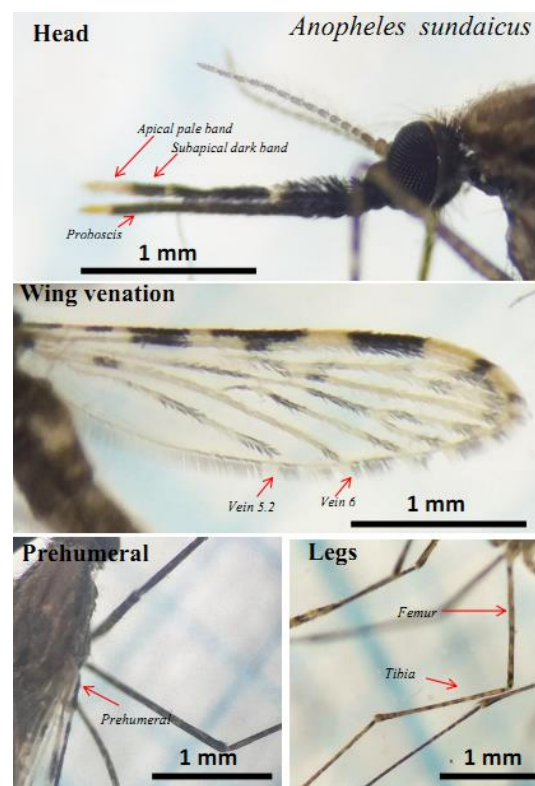 Head
Anopheles sundaicus
Apical pale band
Subapical dark band
Proboscis
1 mm
Wing venation
Vein 5.2
Vein 6
1 mm
Prehumeral
Prehumeral
1 mm
Legs
Femur
Tibia
1 mm